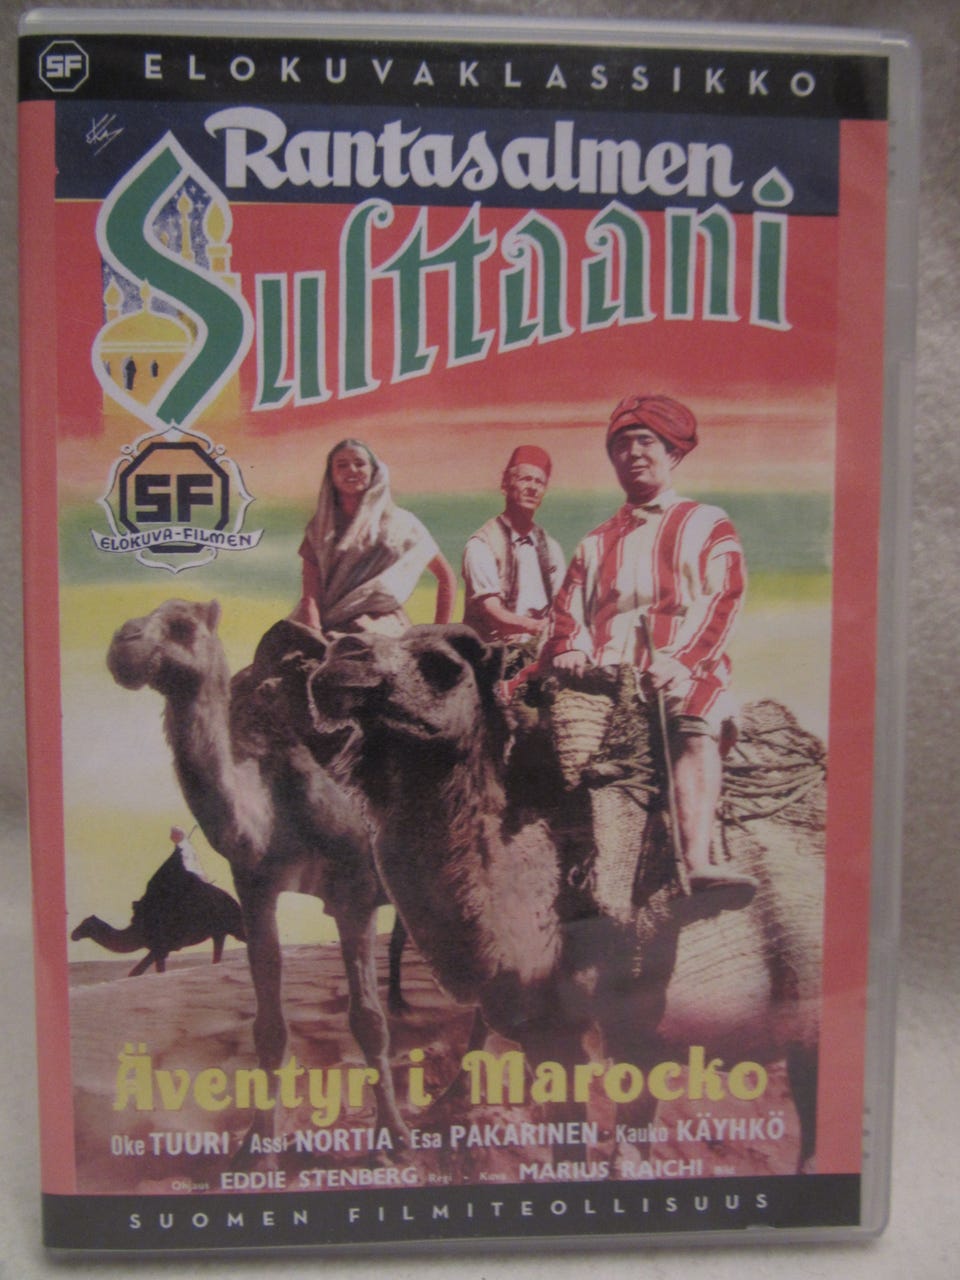 SF ELOKUVAKLASSIKKO
Rantasalmen
Sulttaani
SF
ELOKUVA-FILMEN
Äventyr i Marocko
Oke TUURI · Assi NORTIA · Esa PAKARINEN · Kauko KÄYHKÖ
Ohjaus EDDIE STENBERG Regi - Kuva MARIUS RAICHI Bild
SUOMEN FILMITEOLLISUUS